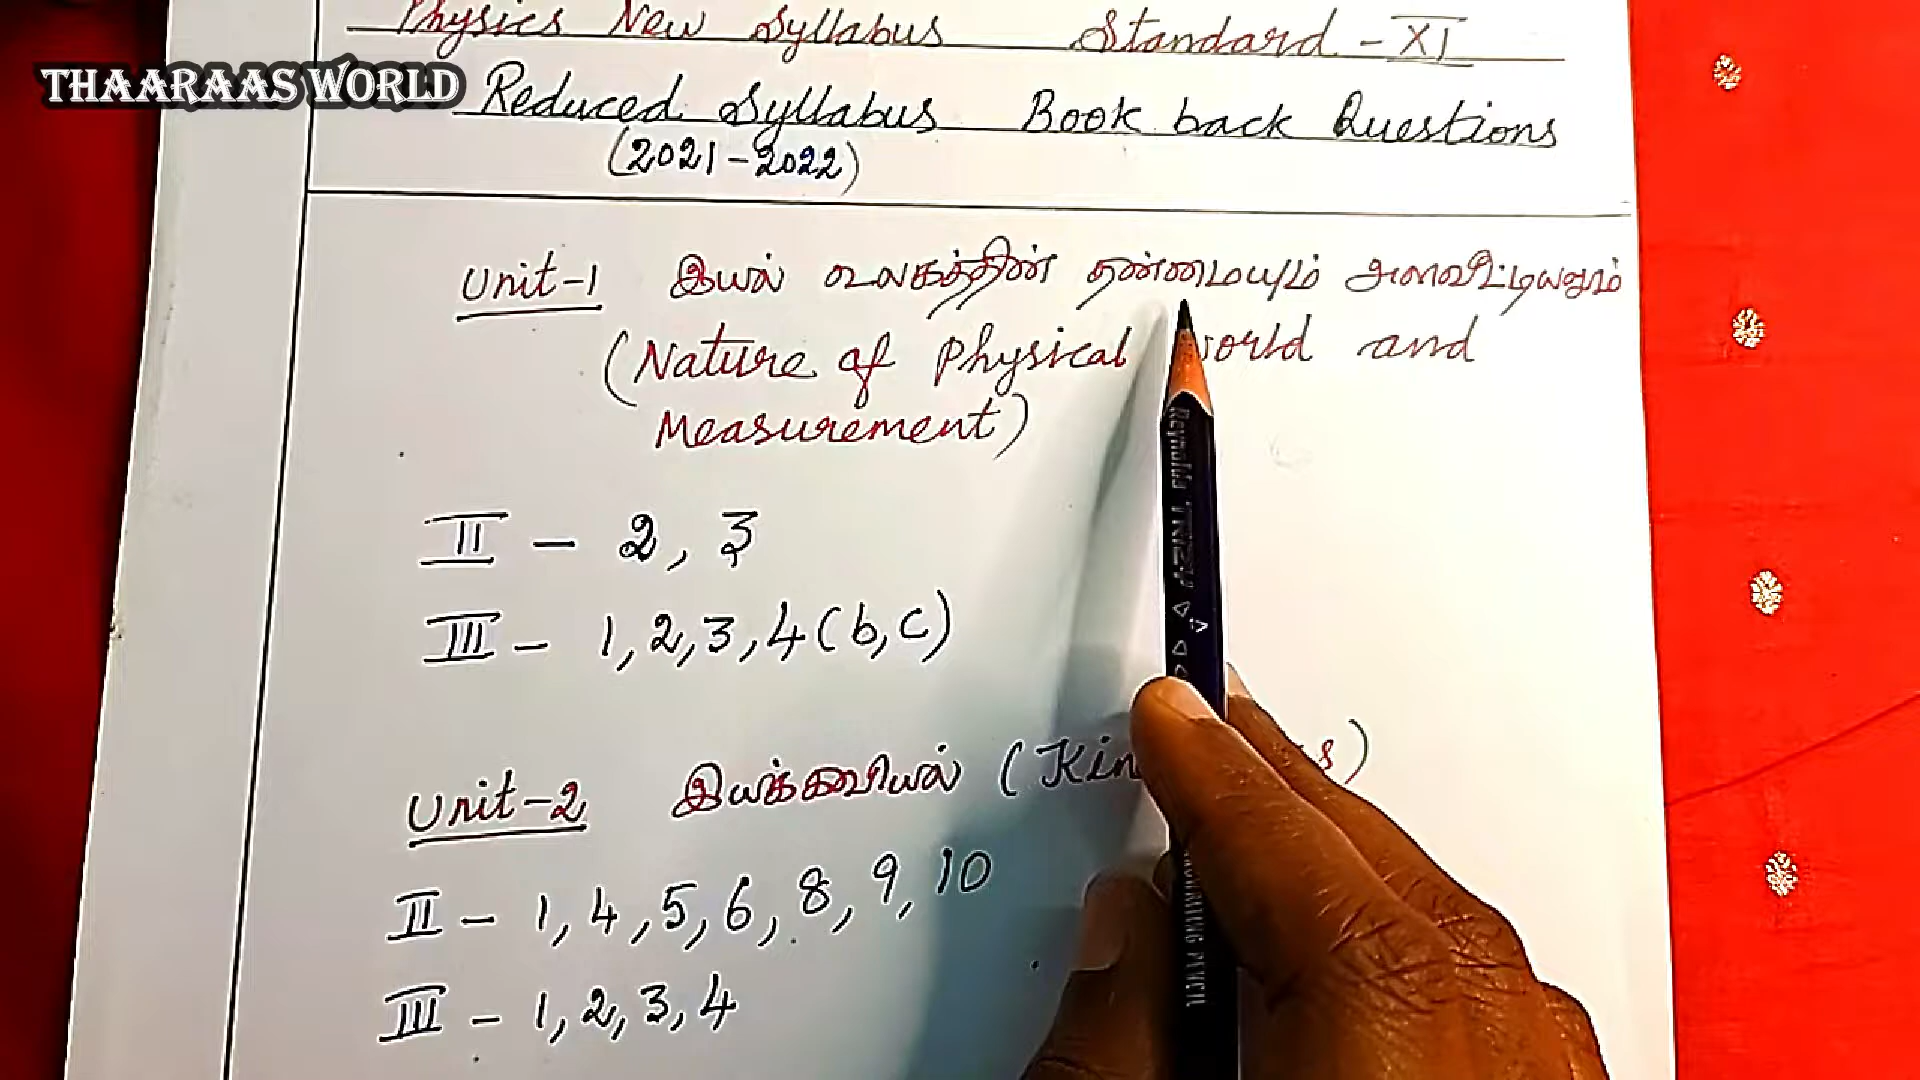 Physics New Syllabus Standard - XI
THAARAAS WORLD
Reduced Syllabus Book back Questions
(2021-2022)
Unit-1 இயல் உலகத்தின் தன்மையும் அளவீட்டியலும்
(Nature of Physical World and
Measurement)
II - 2, 3
III - 1, 2, 3, 4(b, c)
Unit-2 இயக்கவியல் (
II - 1, 4, 5, 6, 8, 9, 10
III - 1, 2, 3, 4
Reynolds